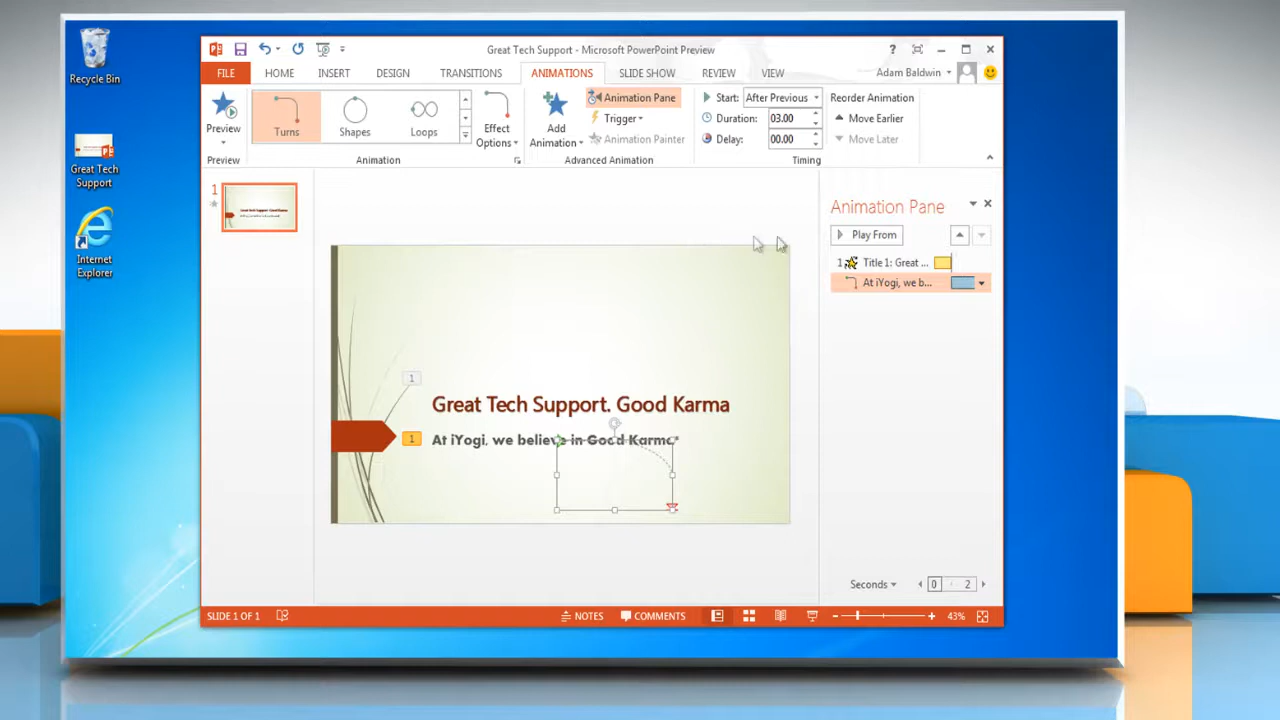 Recycle Bin
Great Tech Support
Internet Explorer
Great Tech Support - Microsoft PowerPoint Preview
?
FILE HOME INSERT DESIGN TRANSITIONS ANIMATIONS SLIDE SHOW REVIEW VIEW Adam Baldwin
Preview
Turns Shapes Loops
Effect Options
Add Animation
Animation Pane
Trigger
Animation Painter
Start: After Previous
Duration: 03.00
Delay: 00.00
Reorder Animation
Move Earlier
Move Later
Preview Animation Advanced Animation Timing
1
1
Great Tech Support. Good Karma
1
At iYogi, we believe in Good Karma*
Animation Pane
Play From
1 Title 1: Great ...
At iYogi, we b...
Seconds 0 2
SLIDE 1 OF 1 NOTES COMMENTS 43%